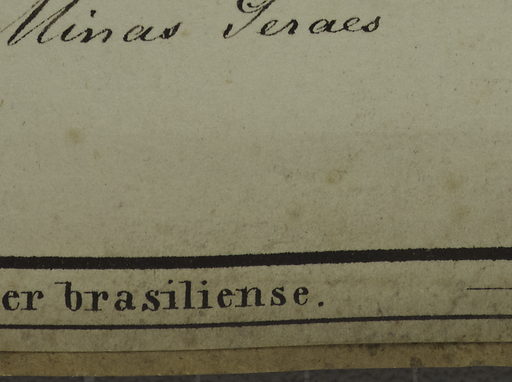 Minas Geraes
er brasiliense.